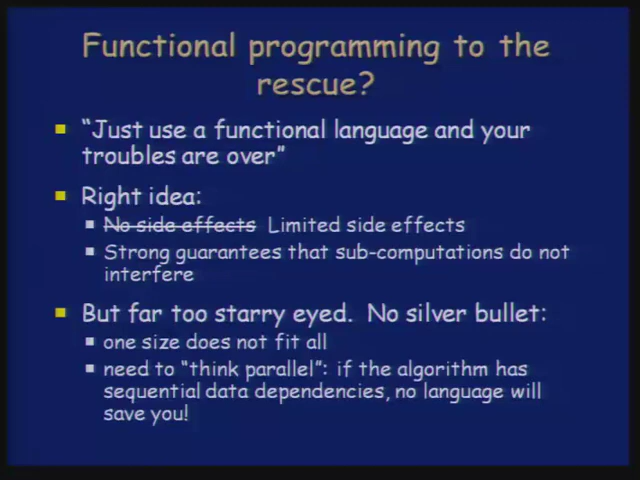 Functional programming to the
rescue?
"Just use a functional language and your
troubles are over"
Right idea:
No side effects Limited side effects
Strong guarantees that sub-computations do not
interfere
But far too starry eyed. No silver bullet:
one size does not fit all
need to "think parallel": if the algorithm has
sequential data dependencies, no language will
save you!